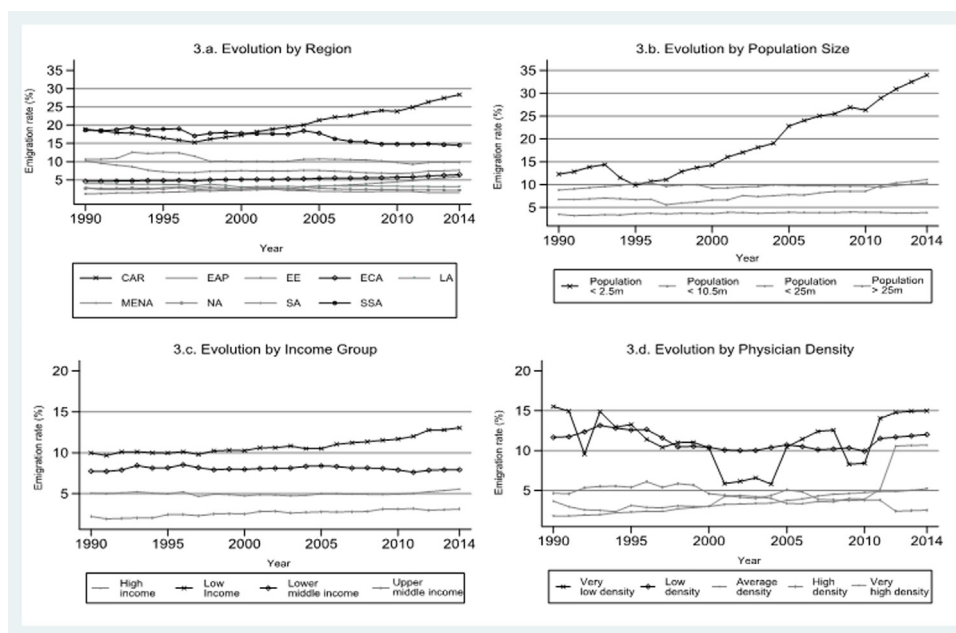 3.a. Evolution by Region
Emigration rate (%)
35
30
25
20
15
10
5
1990 1995 2000 2005 2010 2014
Year
CAR EAP EE ECA LA
MENA NA SA SSA
3.b. Evolution by Population Size
Emigration rate (%)
35
30
25
20
15
10
5
1990 1995 2000 2005 2010 2014
Year
Population Population Population Population
< 2.5m < 10.5m < 25m > 25m
3.c. Evolution by Income Group
Emigration rate (%)
20
15
10
5
1990 1995 2000 2005 2010 2014
Year
High Low Lower Upper
income Income middle income middle income
3.d. Evolution by Physician Density
Emigration rate (%)
20
15
10
5
1990 1995 2000 2005 2010 2014
Year
Very Low Average High Very
low density density density density high density